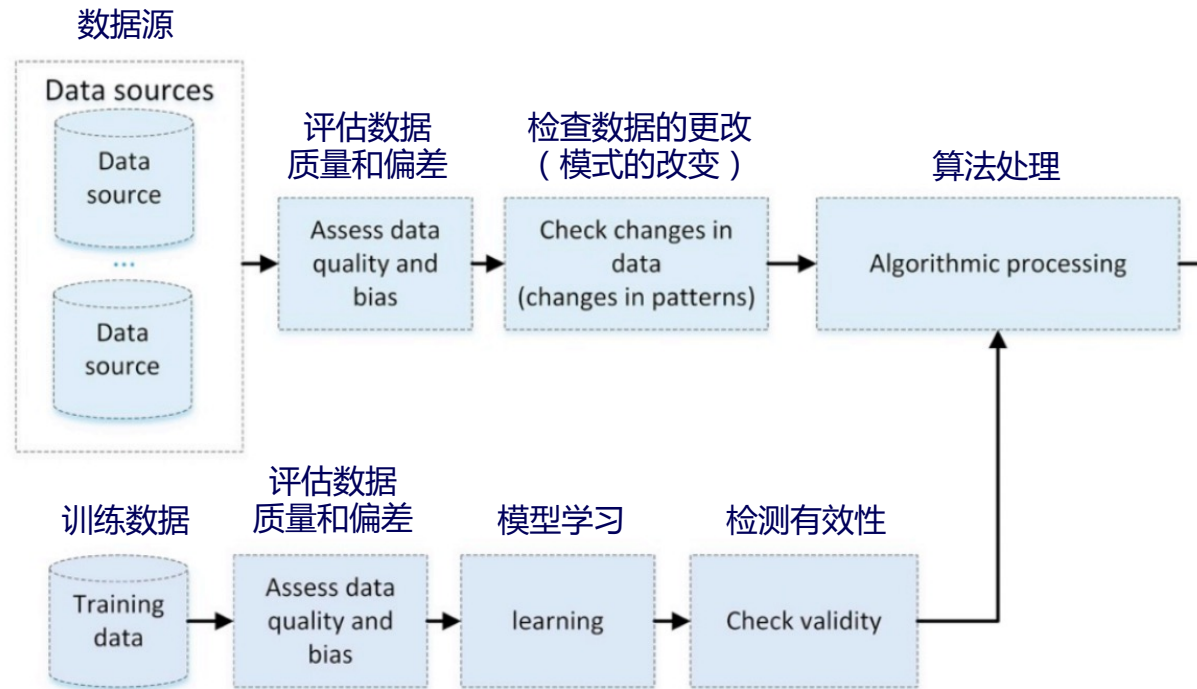 数据源
Data sources
Data
source
...
Data
source
评估数据
质量和偏差
Assess data
quality and
bias
检查数据的更改
（模式的改变）
Check changes in
data
(changes in patterns)
算法处理
Algorithmic processing
训练数据
Training
data
评估数据
质量和偏差
Assess data
quality and
bias
模型学习
learning
检测有效性
Check validity